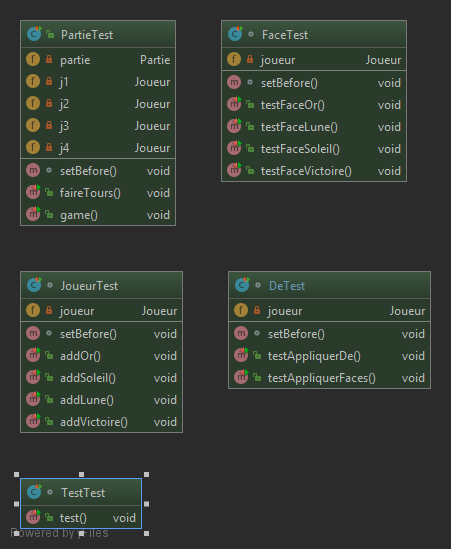 PartieTest
partie Partie
j1 Joueur
j2 Joueur
j3 Joueur
j4 Joueur
setBefore() void
faireTours() void
game() void
FaceTest
joueur Joueur
setBefore() void
testFaceOr() void
testFaceLune() void
testFaceSoleil() void
testFaceVictoire() void
JoueurTest
joueur Joueur
setBefore() void
addOr() void
addSoleil() void
addLune() void
addVictoire() void
DeTest
joueur Joueur
setBefore() void
testAppliquerDe() void
testAppliquerFaces() void
TestTest
test() void
Powered by yFiles